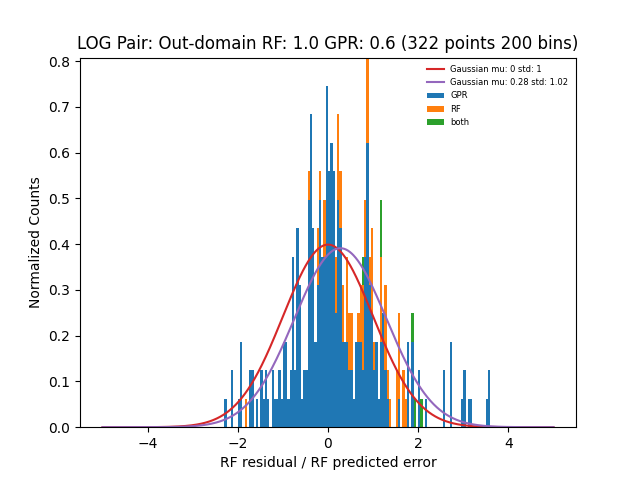 LOG Pair: Out-domain RF: 1.0 GPR: 0.6 (322 points 200 bins)
Gaussian mu: 0 std: 1
Gaussian mu: 0.28 std: 1.02
GPR
RF
both
Normalized Counts
0.8
0.7
0.6
0.5
0.4
0.3
0.2
0.1
0.0
−4 −2 0 2 4
RF residual / RF predicted error